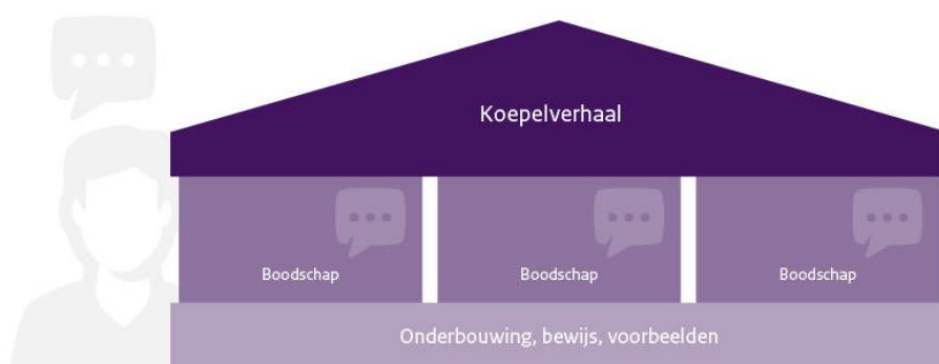 Koepelverhaal
Boodschap
Boodschap
Boodschap
Onderbouwing, bewijs, voorbeelden